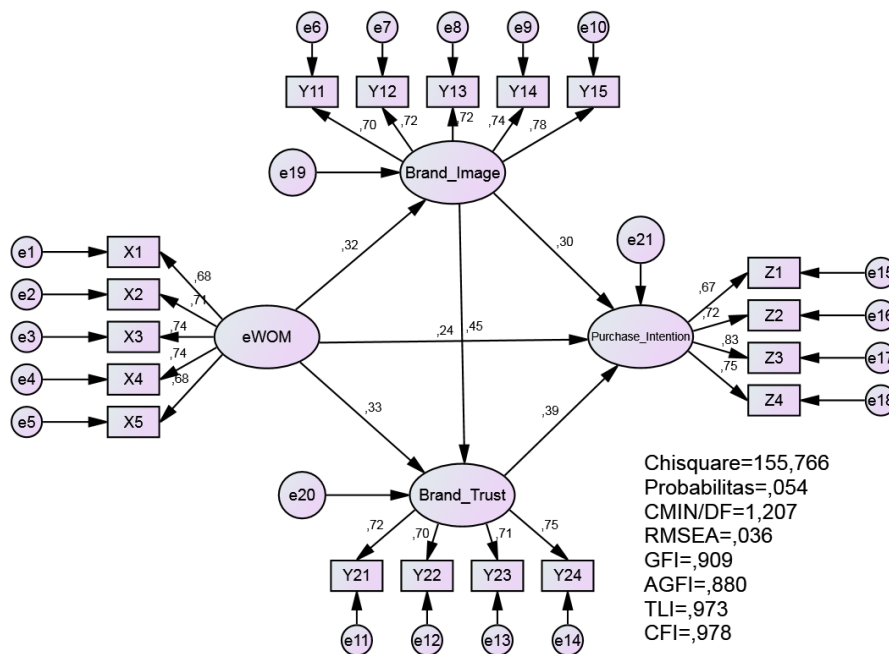 e6 e7 e8 e9 e10
Y11 Y12 Y13 Y14 Y15
,70 ,72 ,72 ,74 ,78
e19 Brand_Image
e21
,32 ,30
e1 X1 ,68
e2 X2 ,71
e3 X3 ,74
e4 X4 ,74
e5 X5 ,68
eWOM ,24 ,45 Purchase_Intention
,67 Z1 e15
,72 Z2 e16
,83 Z3 e17
,75 Z4 e18
,33 ,39
e20 Brand_Trust
,72 ,70 ,71 ,75
Y21 Y22 Y23 Y24
e11 e12 e13 e14
Chisquare=155,766
Probabilitas=,054
CMIN/DF=1,207
RMSEA=,036
GFI=,909
AGFI=,880
TLI=,973
CFI=,978